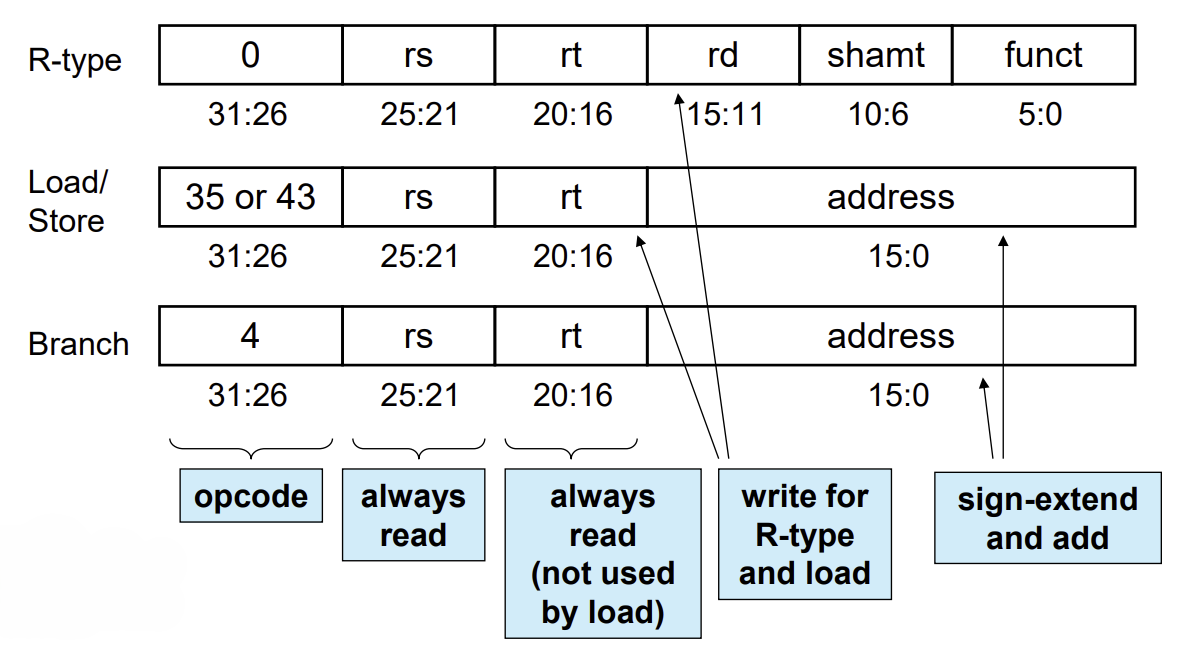 R-type 0 rs rt rd shamt funct
31:26 25:21 20:16 15:11 10:6 5:0
Load/
Store
35 or 43 rs rt address
31:26 25:21 20:16 15:0
Branch 4 rs rt address
31:26 25:21 20:16 15:0
opcode
always
read
always
read
(not used
by load)
write for
R-type
and load
sign-extend
and add